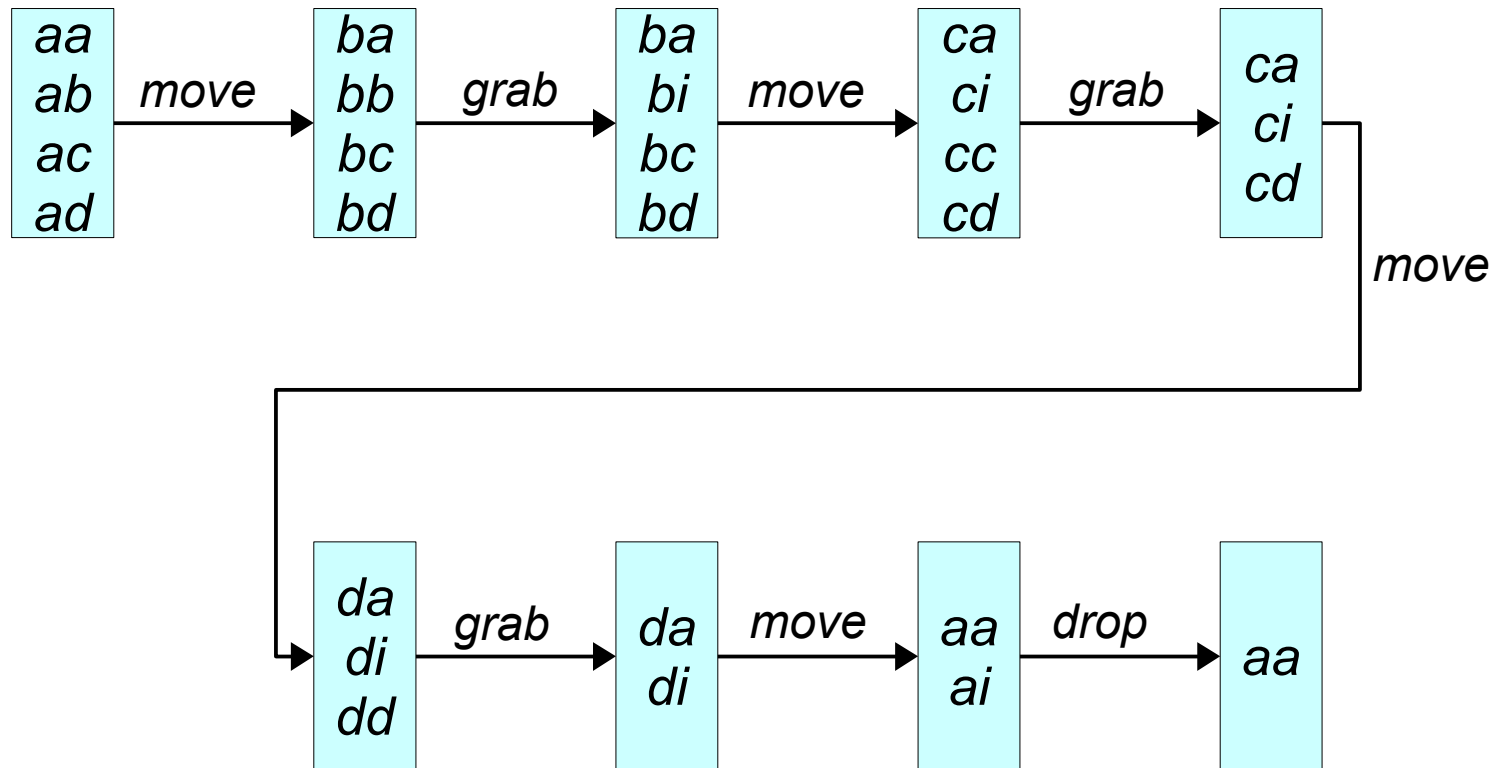 aa
ab
ac
ad
move
ba
bb
bc
bd
grab
ba
bi
bc
bd
move
ca
ci
cc
cd
grab
ca
ci
cd
move
da
di
dd
grab
da
di
move
aa
ai
drop
aa